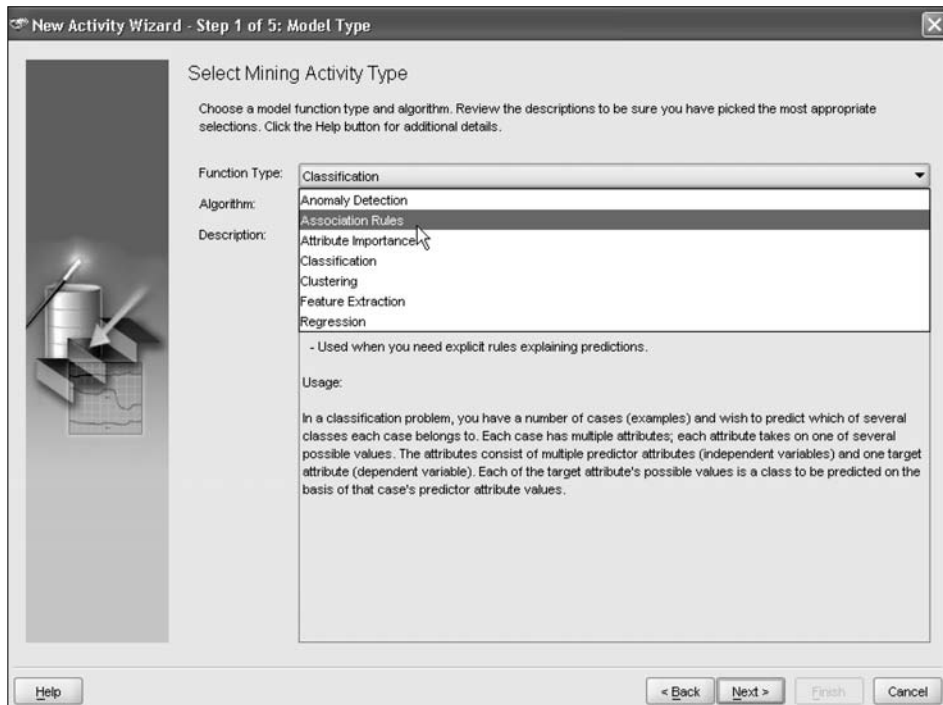 New Activity Wizard - Step 1 of 5: Model Type
Select Mining Activity Type
Choose a model function type and algorithm. Review the descriptions to be sure you have picked the most appropriate
selections. Click the Help button for additional details.
Function Type:
Classification
Algorithm:
Description:
Anomaly Detection
Association Rules
Attribute Importance
Classification
Clustering
Feature Extraction
Regression
- Used when you need explicit rules explaining predictions.
Usage:
In a classification problem, you have a number of cases (examples) and wish to predict which of several
classes each case belongs to. Each case has multiple attributes; each attribute takes on one of several
possible values. The attributes consist of multiple predictor attributes (independent variables) and one target
attribute (dependent variable). Each of the target attribute's possible values is a class to be predicted on the
basis of that case's predictor attribute values.
Help
< Back
Next >
Finish
Cancel